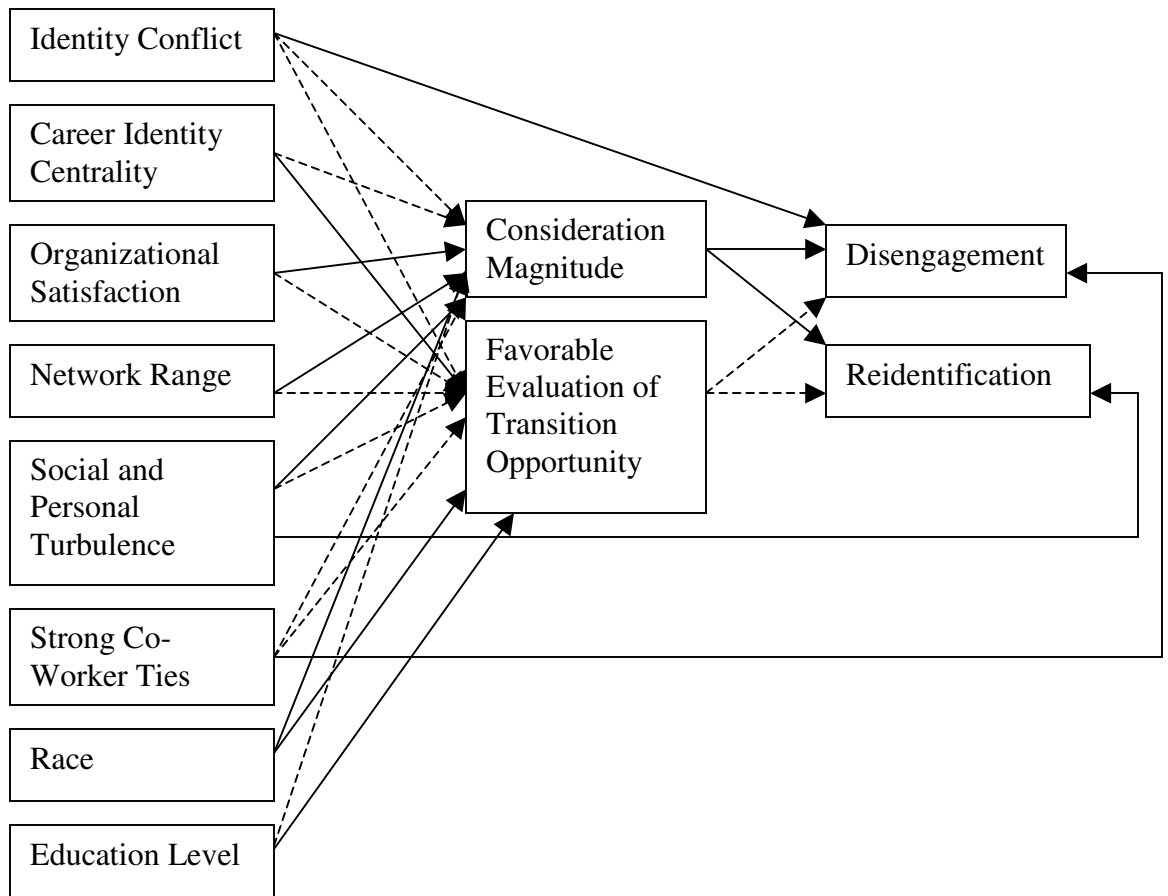 Identity Conflict
Career Identity
Centrality
Organizational
Satisfaction
Network Range
Social and
Personal
Turbulence
Strong Co-
Worker Ties
Race
Education Level
Consideration
Magnitude
Favorable
Evaluation of
Transition
Opportunity
Disengagement
Reidentification